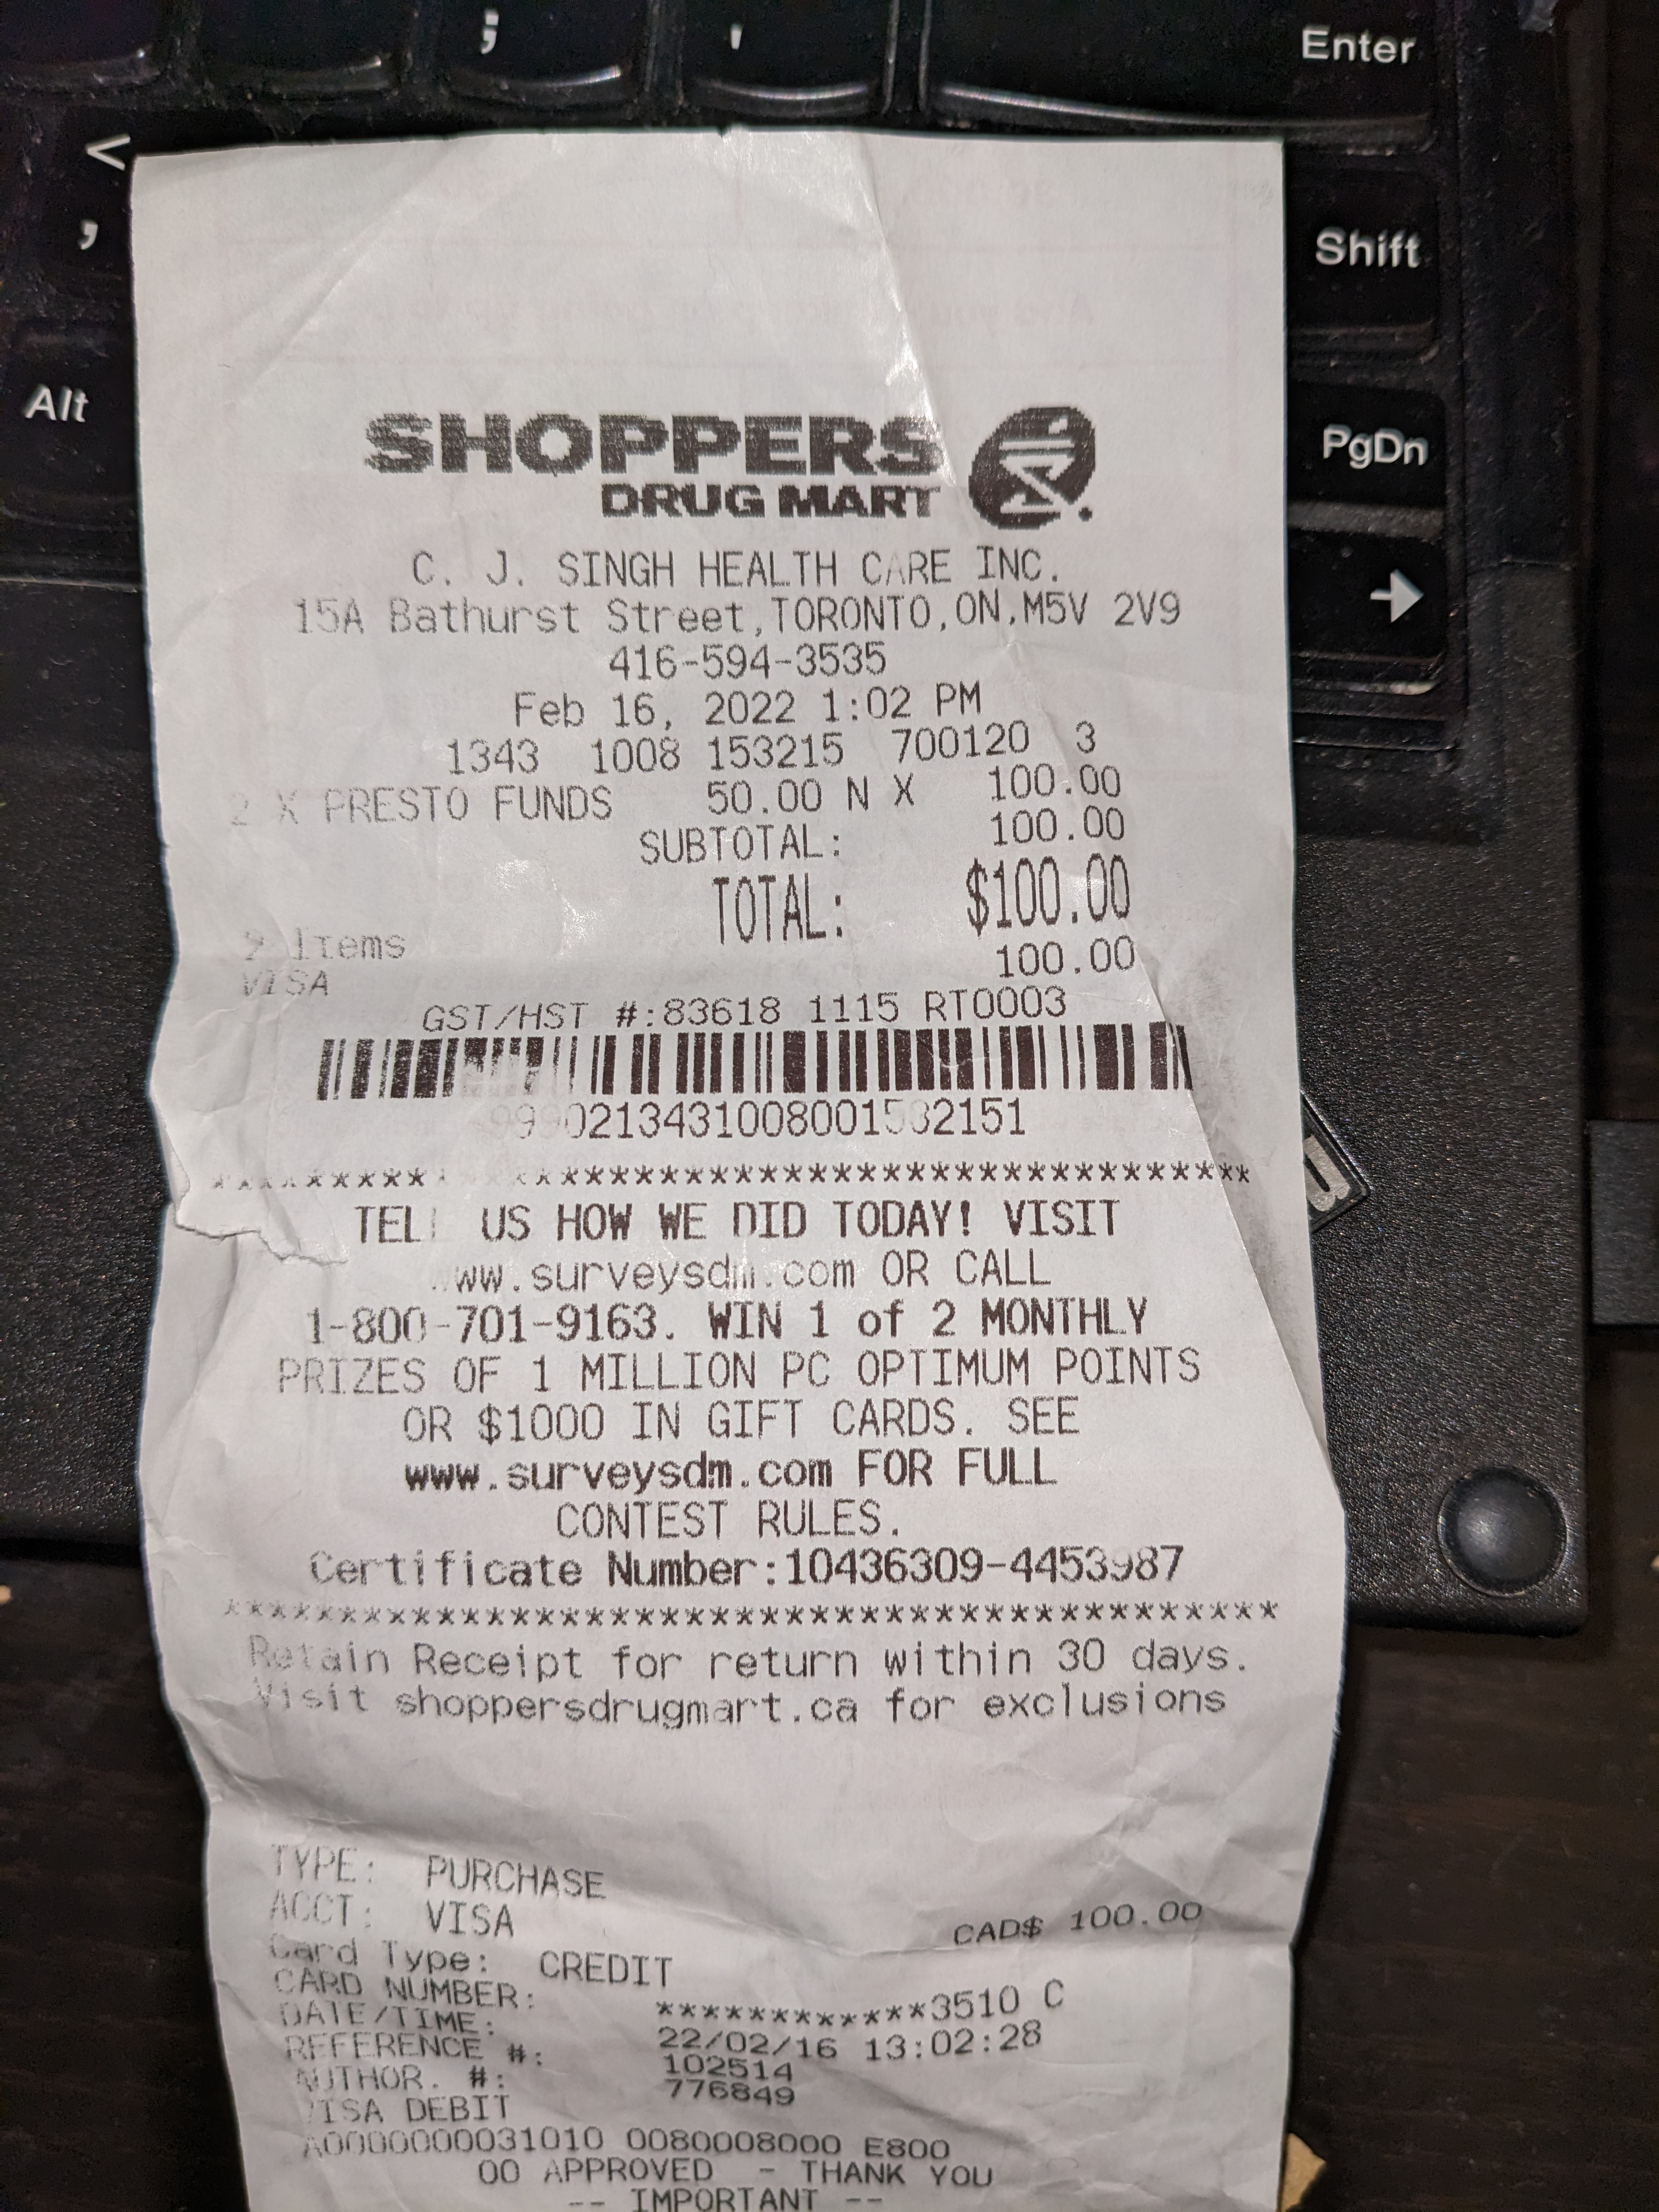 ;
'
Enter
<
,
Shift
Alt
PgDn
SHOPPERS
DRUG MART
C. J. SINGH HEALTH CARE INC.
15A Bathurst Street,TORONTO,ON,M5V 2V9
416-594-3535
Feb 16, 2022 1:02 PM
1343 1008 153215 700120 3
2 X PRESTO FUNDS 50.00 N X 100.00
SUBTOTAL: 100.00
TOTAL: $100.00
2 Items
VISA 100.00
GST/HST #:83618 1115 RT0003
TELL US HOW WE DID TODAY! VISIT
www.surveysdm.com OR CALL
1-800-701-9163. WIN 1 of 2 MONTHLY
PRIZES OF 1 MILLION PC OPTIMUM POINTS
OR $1000 IN GIFT CARDS. SEE
www.surveysdm.com FOR FULL
CONTEST RULES.
Certificate Number:10436309-4453987
Retain Receipt for return within 30 days.
Visit shoppersdrugmart.ca for exclusions
TYPE: PURCHASE
ACCT: VISA CAD$ 100.00
Card Type: CREDIT
CARD NUMBER: ************3510 C
DATE/TIME: 22/02/16 13:02:28
REFERENCE #: 102514
AUTHOR. #: 776849
VISA DEBIT
A0000000031010 0080008000 E800
00 APPROVED - THANK YOU
-- IMPORTANT --